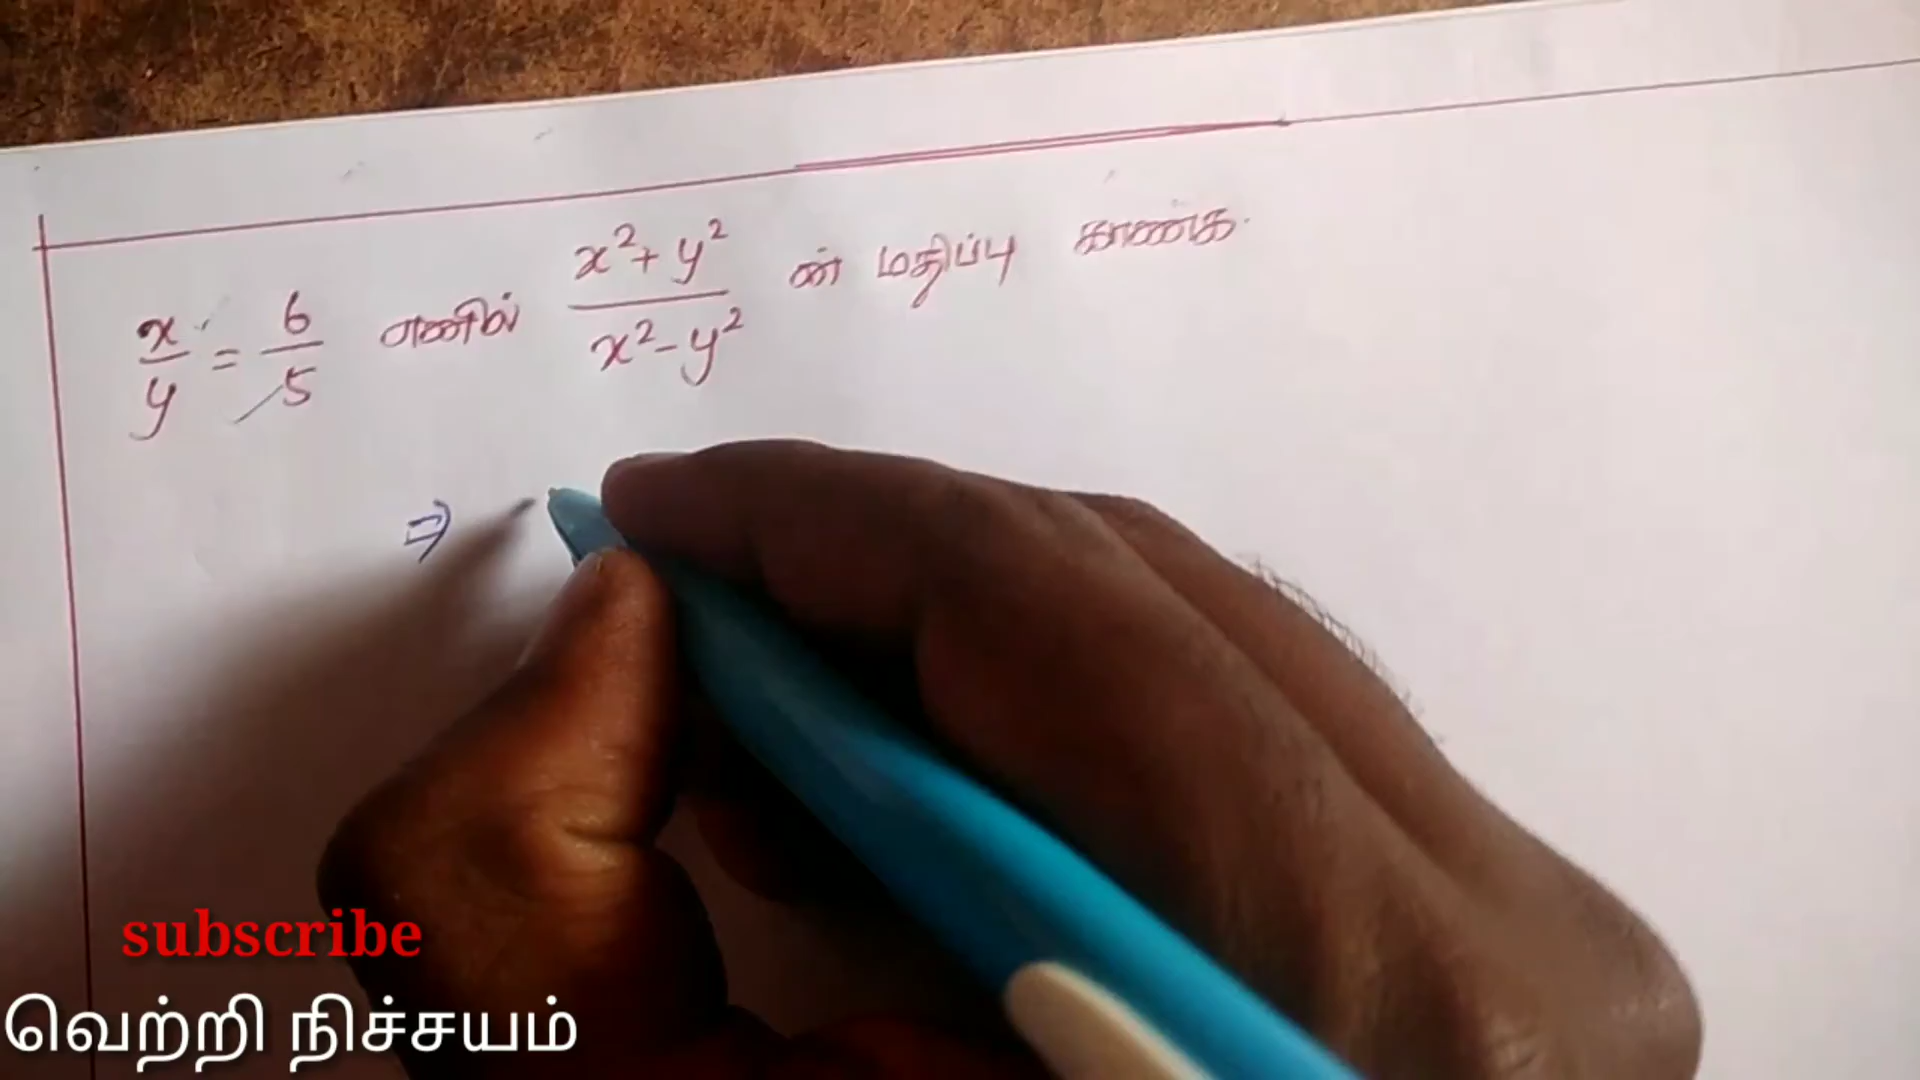 x/y = 6/5 எனில் x²+y²/x²-y² ன் மதிப்பு காண்க.
⇒
subscribe
வெற்றி நிச்சயம்